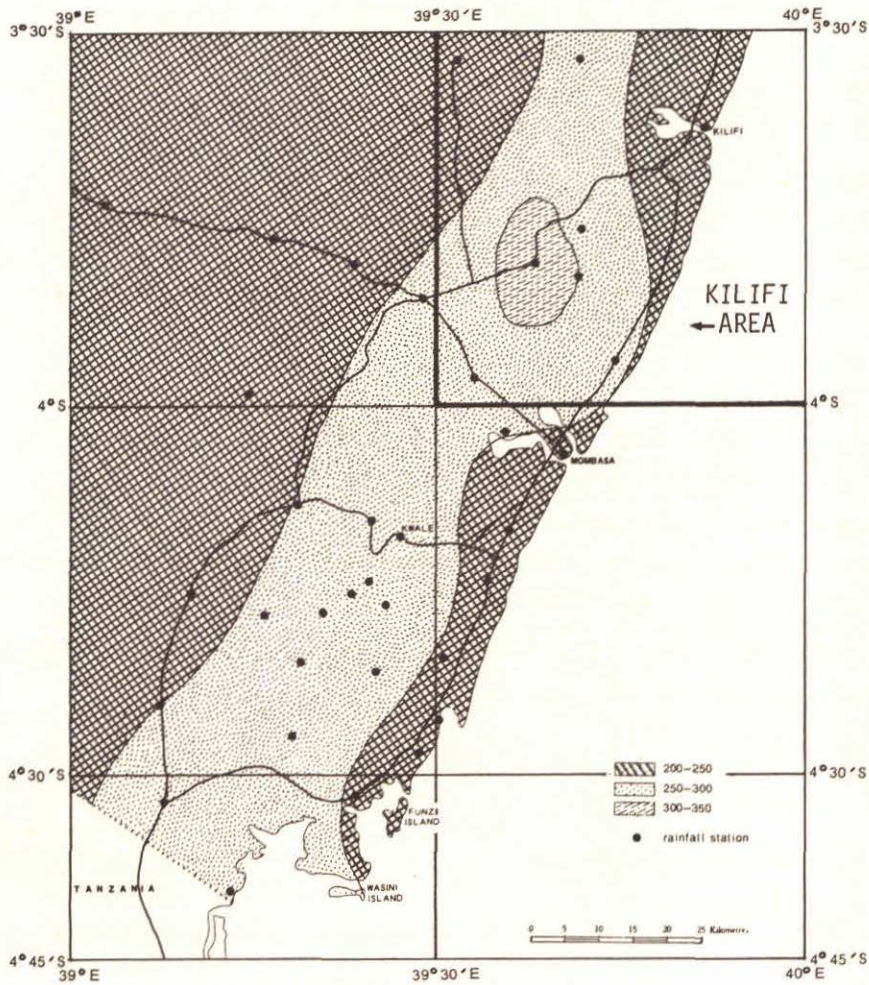 39°E 39°30'E 40°E
3°30'S 3°30'S
KILIFI
KILIFI
←AREA
4°S 4°S
MOMBASA
KWALE
200-250
4°30'S 4°30'S
250-300
300-350
FUNZI
ISLAND
rainfall station
TANZANIA
WASINI
ISLAND
0 5 10 15 20 25 Kilometres
4°45'S 4°45'S
39°E 39°30'E 40°E